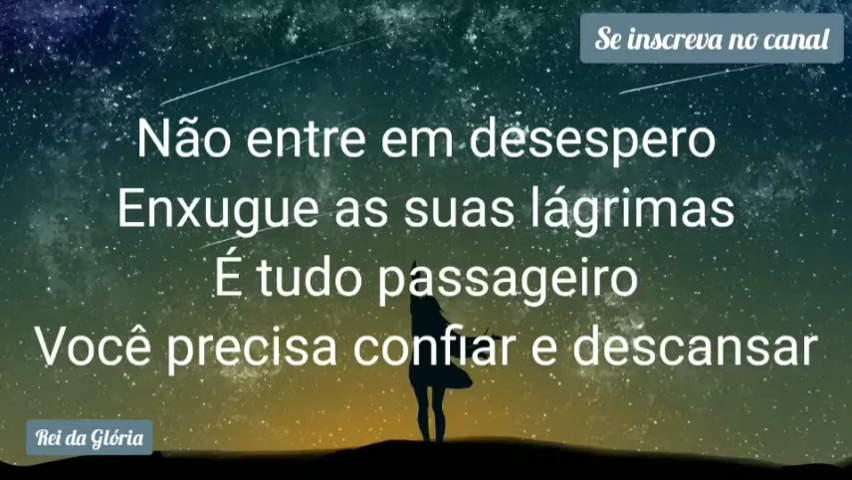 Se inscreva no canal
Não entre em desespero
Enxugue as suas lágrimas
É tudo passageiro
Você precisa confiar e descansar
Rei da Glória